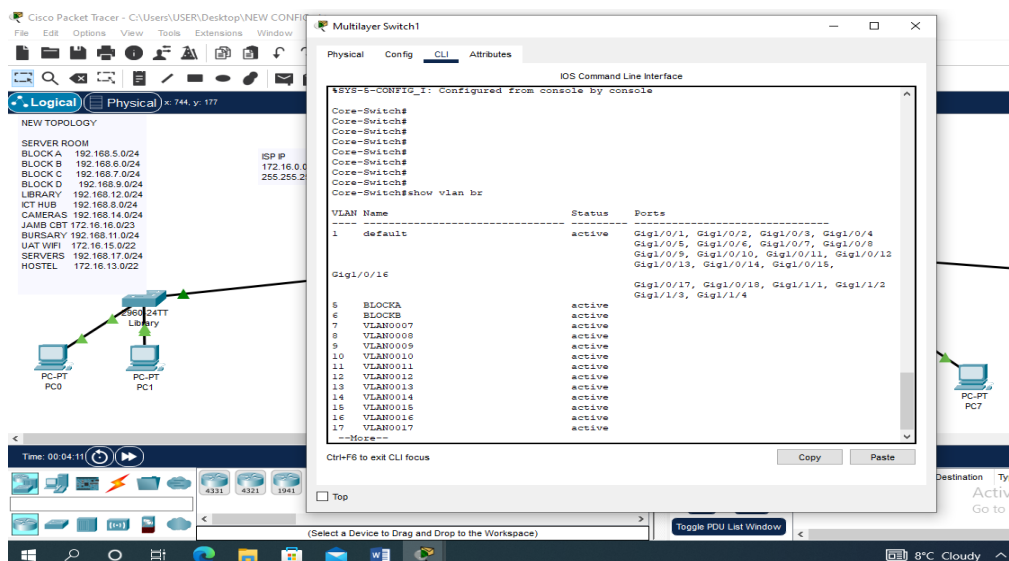 Cisco Packet Tracer - C:\Users\USER\Desktop\NEW CONFIG
File Edit Options View Tools Extensions Window
Logical Physical x: 744, y: 177
NEW TOPOLOGY
SERVER ROOM
BLOCK A 192.168.5.0/24
BLOCK B 192.168.6.0/24
BLOCK C 192.168.7.0/24
BLOCK D 192.168.9.0/24
LIBRARY 192.168.12.0/24
ICT HUB 192.168.8.0/24
CAMERAS 192.168.14.0/24
JAMB CBT 172.16.16.0/23
BURSARY 192.168.11.0/24
UAT WIFI 172.16.15.0/22
SERVERS 192.168.17.0/24
HOSTEL 172.16.13.0/22
ISP IP
172.16.0.0
255.255.2
2960-24TT
Library
PC-PT
PC0
PC-PT
PC1
PC-PT
PC7
Multilayer Switch1
Physical Config CLI Attributes
IOS Command Line Interface
%SYS-5-CONFIG_I: Configured from console by console
Core-Switch#
Core-Switch#
Core-Switch#
Core-Switch#
Core-Switch#
Core-Switch#
Core-Switch#
Core-Switch#
Core-Switch#show vlan br
VLAN Name Status Ports
---- -------------------------------- --------- -------------------------------
1 default active Gig1/0/1, Gig1/0/2, Gig1/0/3, Gig1/0/4
Gig1/0/5, Gig1/0/6, Gig1/0/7, Gig1/0/8
Gig1/0/9, Gig1/0/10, Gig1/0/11, Gig1/0/12
Gig1/0/13, Gig1/0/14, Gig1/0/15,
Gig1/0/16
Gig1/0/17, Gig1/0/18, Gig1/1/1, Gig1/1/2
Gig1/1/3, Gig1/1/4
5 BLOCKA active
6 BLOCKB active
7 VLAN0007 active
8 VLAN0008 active
9 VLAN0009 active
10 VLAN0010 active
11 VLAN0011 active
12 VLAN0012 active
13 VLAN0013 active
14 VLAN0014 active
15 VLAN0015 active
16 VLAN0016 active
17 VLAN0017 active
--More--
Ctrl+F6 to exit CLI focus
Copy Paste
Top
Time: 00:04:11
4331 4321 1941
(Select a Device to Drag and Drop to the Workspace)
Toggle PDU List Window
Destination Ty
Activ
Go to
8°C Cloudy